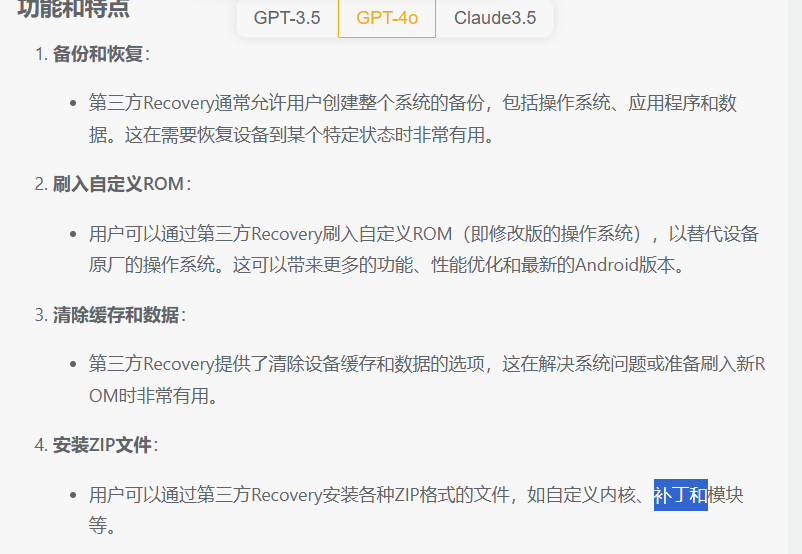 功能和特点
GPT-3.5 GPT-4o Claude3.5
1. 备份和恢复：
• 第三方Recovery通常允许用户创建整个系统的备份，包括操作系统、应用程序和数
据。这在需要恢复设备到某个特定状态时非常有用。
2. 刷入自定义ROM：
• 用户可以通过第三方Recovery刷入自定义ROM（即修改版的操作系统），以替代设备
原厂的操作系统。这可以带来更多的功能、性能优化和最新的Android版本。
3. 清除缓存和数据：
• 第三方Recovery提供了清除设备缓存和数据的选项，这在解决系统问题或准备刷入新R
OM时非常有用。
4. 安装ZIP文件：
• 用户可以通过第三方Recovery安装各种ZIP格式的文件，如自定义内核、补丁和模块
等。